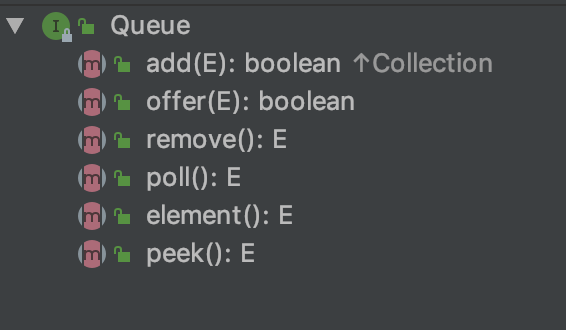 Queue
add(E): boolean ↑Collection
offer(E): boolean
remove(): E
poll(): E
element(): E
peek(): E